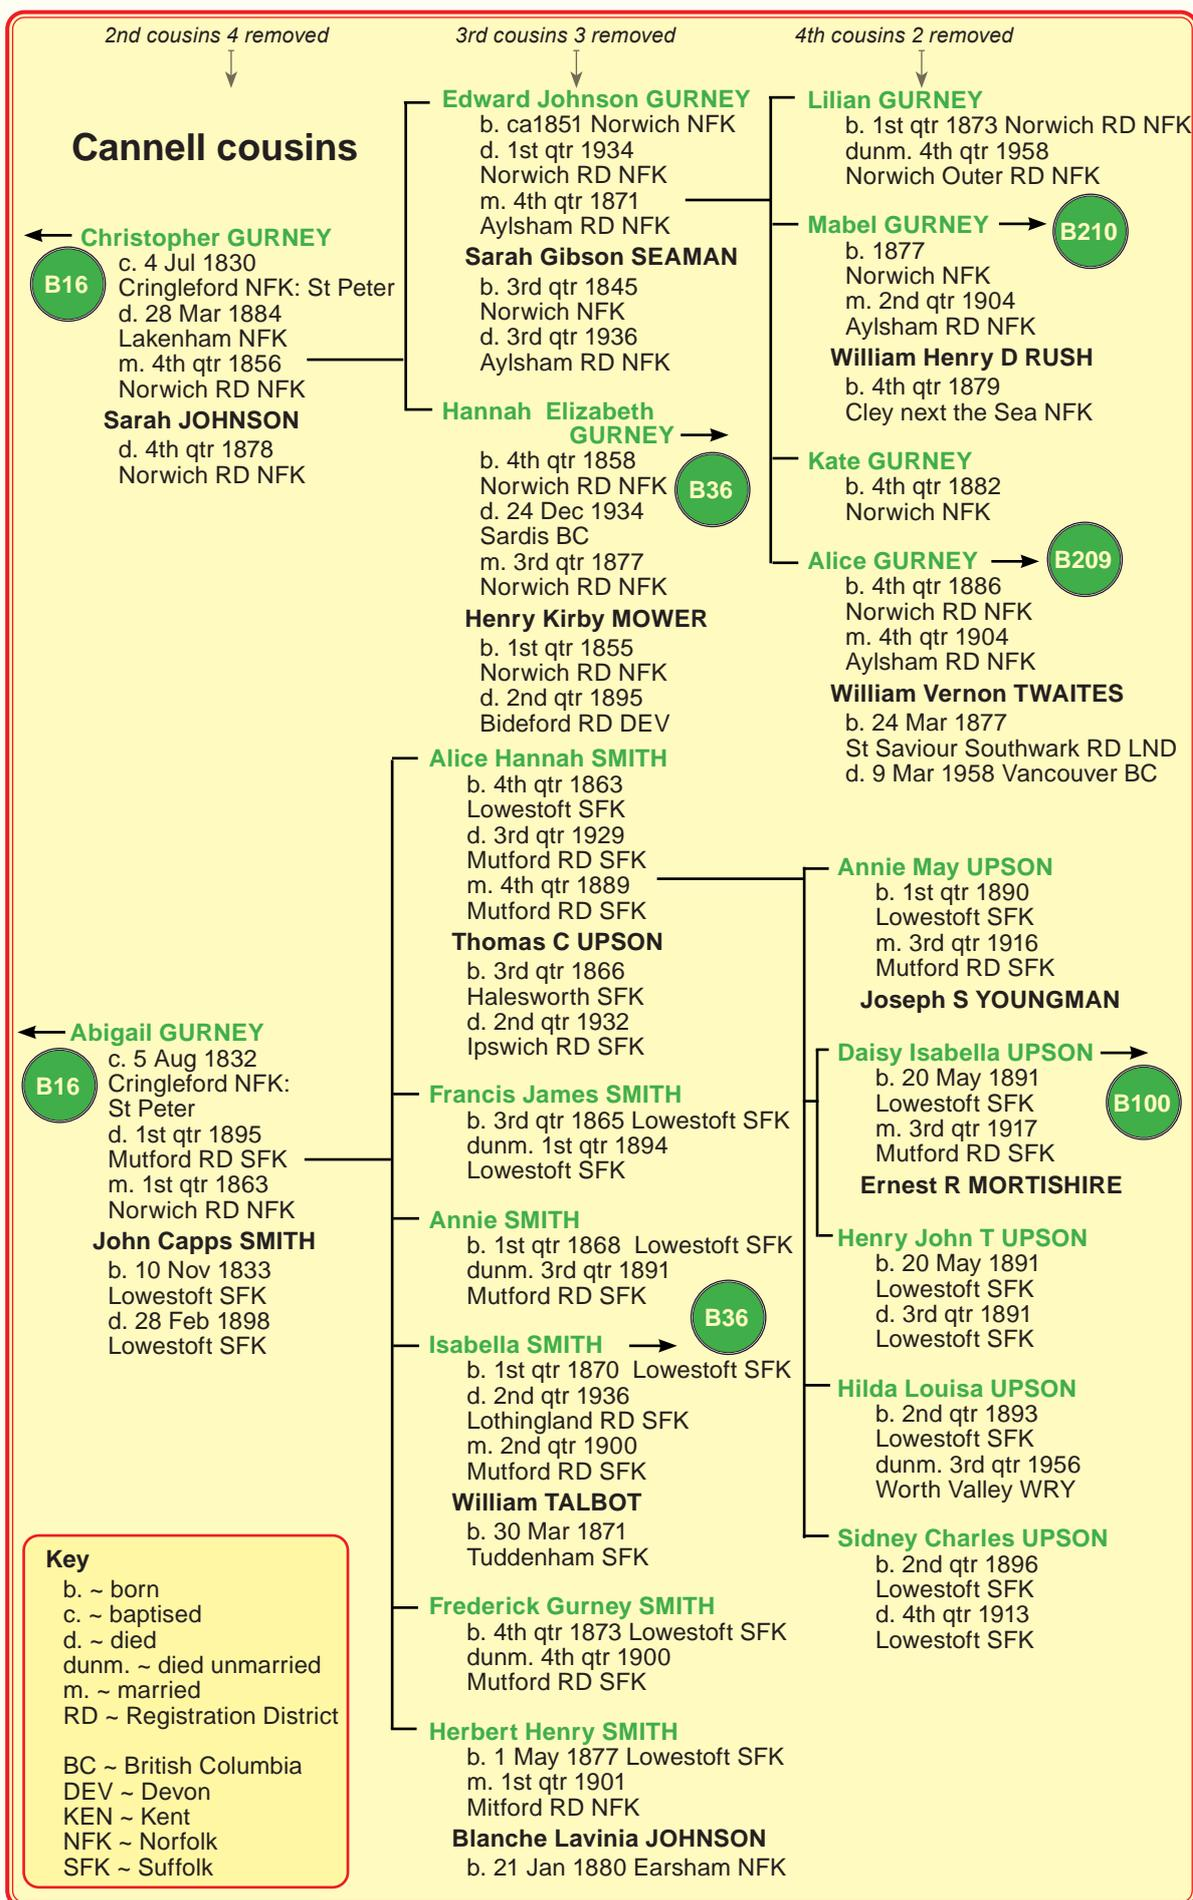 2nd cousins 4 removed
3rd cousins 3 removed
4th cousins 2 removed
Cannell cousins
Christopher GURNEY
B16
c. 4 Jul 1830
Cringleford NFK: St Peter
d. 28 Mar 1884
Lakenham NFK
m. 4th qtr 1856
Norwich RD NFK
Sarah JOHNSON
d. 4th qtr 1878
Norwich RD NFK
Abigail GURNEY
B16
c. 5 Aug 1832
Cringleford NFK:
St Peter
d. 1st qtr 1895
Mutford RD SFK
m. 1st qtr 1863
Norwich RD NFK
John Capps SMITH
b. 10 Nov 1833
Lowestoft SFK
d. 28 Feb 1898
Lowestoft SFK
Edward Johnson GURNEY
b. ca1851 Norwich NFK
d. 1st qtr 1934
Norwich RD NFK
m. 4th qtr 1871
Aylsham RD NFK
Sarah Gibson SEAMAN
b. 3rd qtr 1845
Norwich NFK
d. 3rd qtr 1936
Aylsham RD NFK
Hannah Elizabeth
GURNEY
B36
b. 4th qtr 1858
Norwich RD NFK
d. 24 Dec 1934
Sardis BC
m. 3rd qtr 1877
Norwich RD NFK
Henry Kirby MOWER
b. 1st qtr 1855
Norwich RD NFK
d. 2nd qtr 1895
Bideford RD DEV
Alice Hannah SMITH
b. 4th qtr 1863
Lowestoft SFK
d. 3rd qtr 1929
Mutford RD SFK
m. 4th qtr 1889
Mutford RD SFK
Thomas C UPSON
b. 3rd qtr 1866
Halesworth SFK
d. 2nd qtr 1932
Ipswich RD SFK
Francis James SMITH
b. 3rd qtr 1865 Lowestoft SFK
dunm. 1st qtr 1894
Lowestoft SFK
Annie SMITH
b. 1st qtr 1868 Lowestoft SFK
dunm. 3rd qtr 1891
Mutford RD SFK
B36
Isabella SMITH
b. 1st qtr 1870 Lowestoft SFK
d. 2nd qtr 1936
Lothingland RD SFK
m. 2nd qtr 1900
Mutford RD SFK
William TALBOT
b. 30 Mar 1871
Tuddenham SFK
Frederick Gurney SMITH
b. 4th qtr 1873 Lowestoft SFK
dunm. 4th qtr 1900
Mutford RD SFK
Herbert Henry SMITH
b. 1 May 1877 Lowestoft SFK
m. 1st qtr 1901
Mitford RD NFK
Blanche Lavinia JOHNSON
b. 21 Jan 1880 Earsham NFK
Lilian GURNEY
b. 1st qtr 1873 Norwich RD NFK
dunm. 4th qtr 1958
Norwich Outer RD NFK
Mabel GURNEY
B210
b. 1877
Norwich NFK
m. 2nd qtr 1904
Aylsham RD NFK
William Henry D RUSH
b. 4th qtr 1879
Cley next the Sea NFK
Kate GURNEY
b. 4th qtr 1882
Norwich NFK
Alice GURNEY
B209
b. 4th qtr 1886
Norwich RD NFK
m. 4th qtr 1904
Aylsham RD NFK
William Vernon TWAITES
b. 24 Mar 1877
St Saviour Southwark RD LND
d. 9 Mar 1958 Vancouver BC
Annie May UPSON
b. 1st qtr 1890
Lowestoft SFK
m. 3rd qtr 1916
Mutford RD SFK
Joseph S YOUNGMAN
Daisy Isabella UPSON
B100
b. 20 May 1891
Lowestoft SFK
m. 3rd qtr 1917
Mutford RD SFK
Ernest R MORTISHIRE
Henry John T UPSON
b. 20 May 1891
Lowestoft SFK
d. 3rd qtr 1891
Lowestoft SFK
Hilda Louisa UPSON
b. 2nd qtr 1893
Lowestoft SFK
dunm. 3rd qtr 1956
Worth Valley WRY
Sidney Charles UPSON
b. 2nd qtr 1896
Lowestoft SFK
d. 4th qtr 1913
Lowestoft SFK
Key
b. ~ born
c. ~ baptised
d. ~ died
dunm. ~ died unmarried
m. ~ married
RD ~ Registration District
BC ~ British Columbia
DEV ~ Devon
KEN ~ Kent
NFK ~ Norfolk
SFK ~ Suffolk